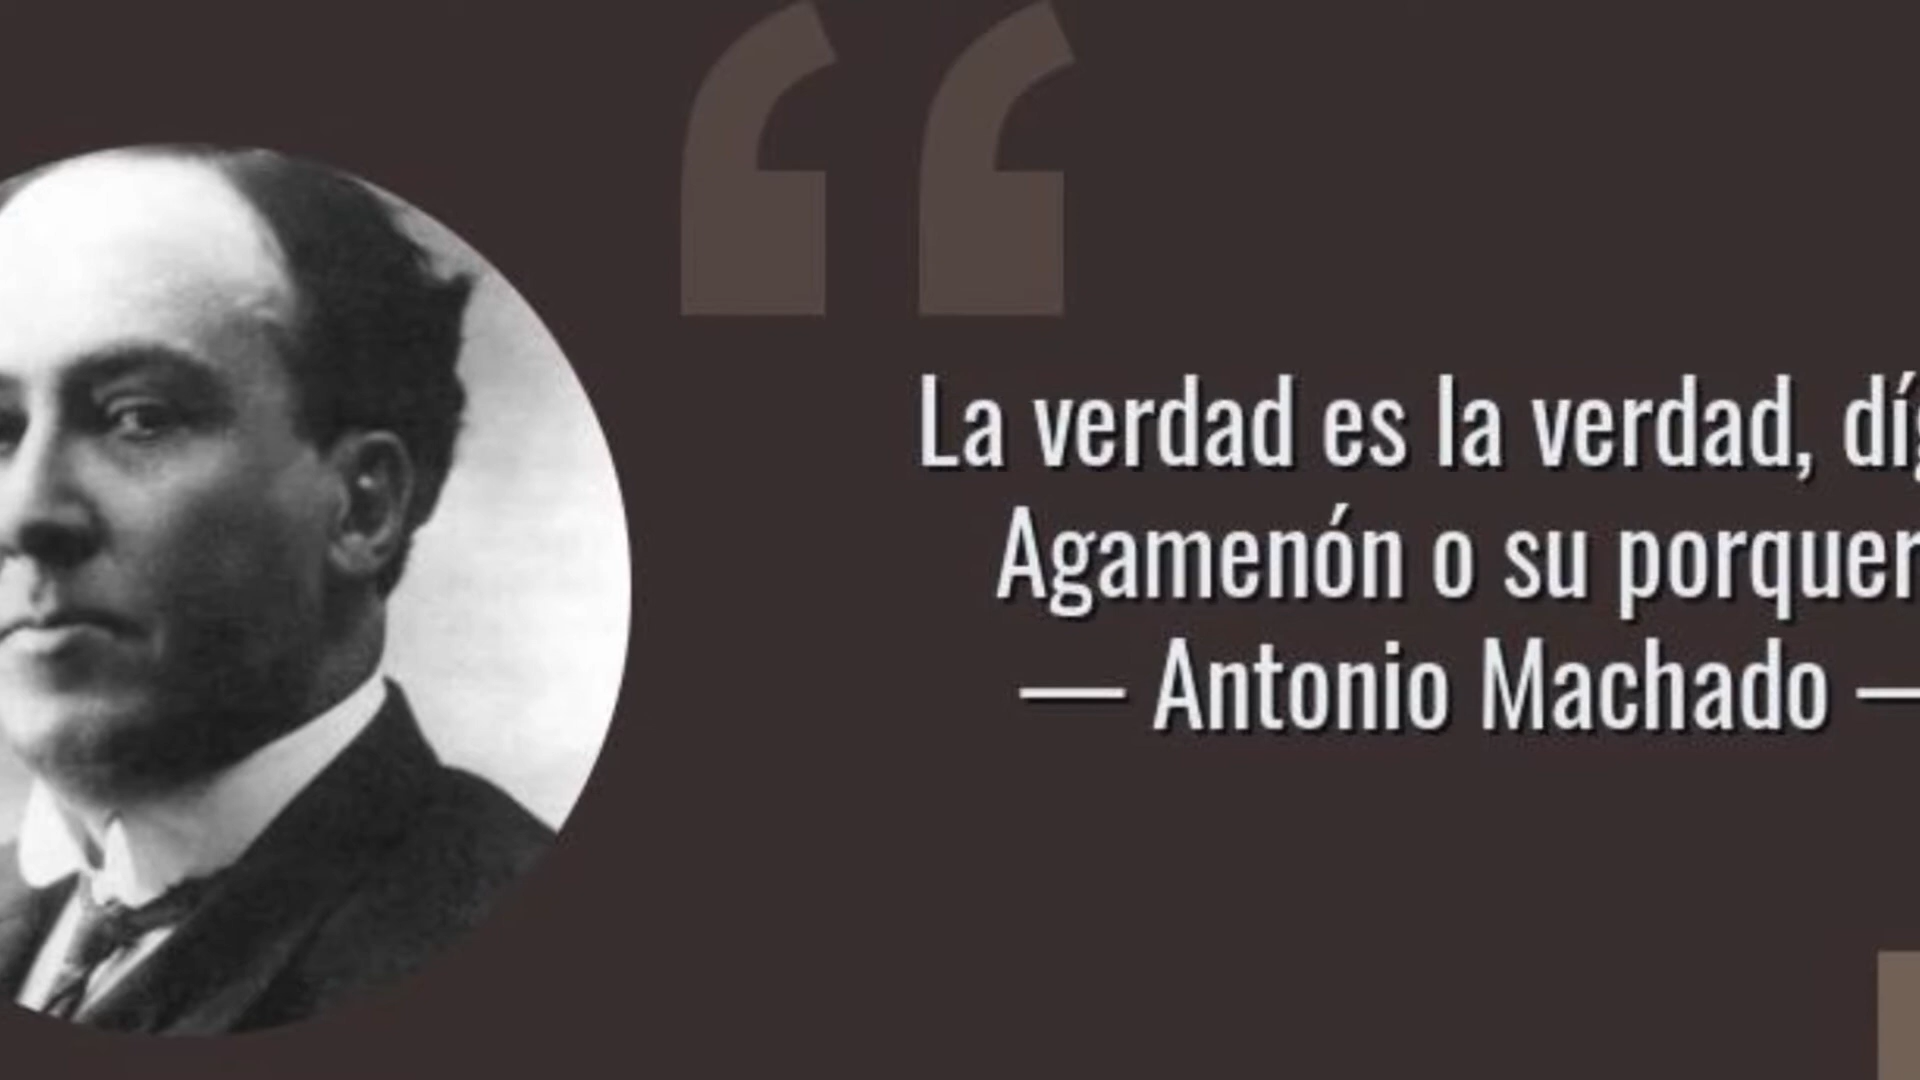 La verdad es la verdad, díg
Agamenón o su porquer
— Antonio Machado —